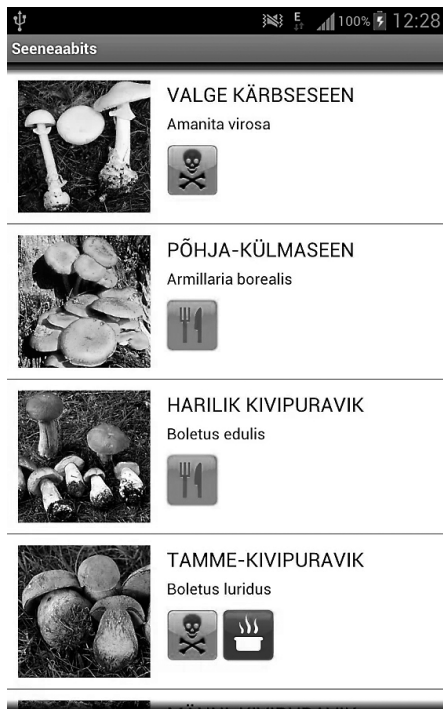 E 100% 12:28
Seeneaabits
VALGE KÄRBSESEEN
Amanita virosa
PÕHJA-KÜLMASEEN
Armillaria borealis
HARILIK KIVIPURAVIK
Boletus edulis
TAMME-KIVIPURAVIK
Boletus luridus